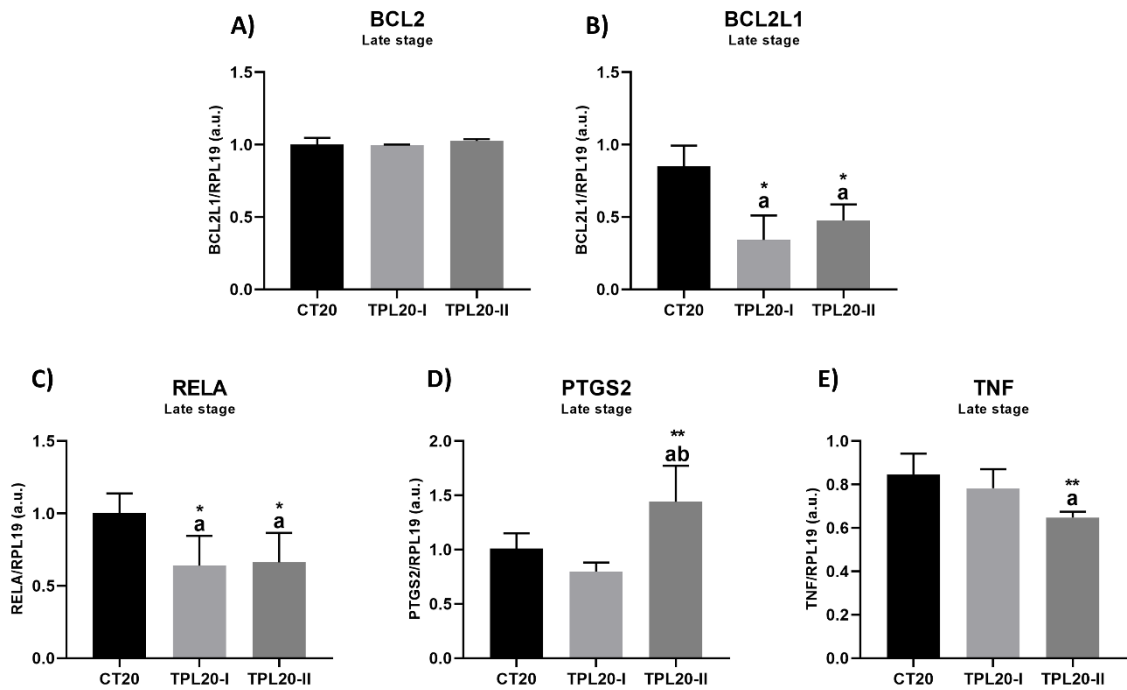 A)
BCL2
Late stage
BCL2L1/RPL19 (a.u.)
1.5
1.0
0.5
0.0
CT20 TPL20-I TPL20-II
B)
BCL2L1
Late stage
BCL2L1/RPL19 (a.u.)
1.5
1.0
0.5
0.0
*
a
*
a
CT20 TPL20-I TPL20-II
C)
RELA
Late stage
RELA/RPL19 (a.u.)
1.5
1.0
0.5
0.0
*
a
*
a
CT20 TPL20-I TPL20-II
D)
PTGS2
Late stage
PTGS2/RPL19 (a.u.)
2.0
1.5
1.0
0.5
0.0
**
ab
CT20 TPL20-I TPL20-II
E)
TNF
Late stage
TNF/RPL19 (a.u.)
1.0
0.8
0.6
0.4
0.2
0.0
**
a
CT20 TPL20-I TPL20-II